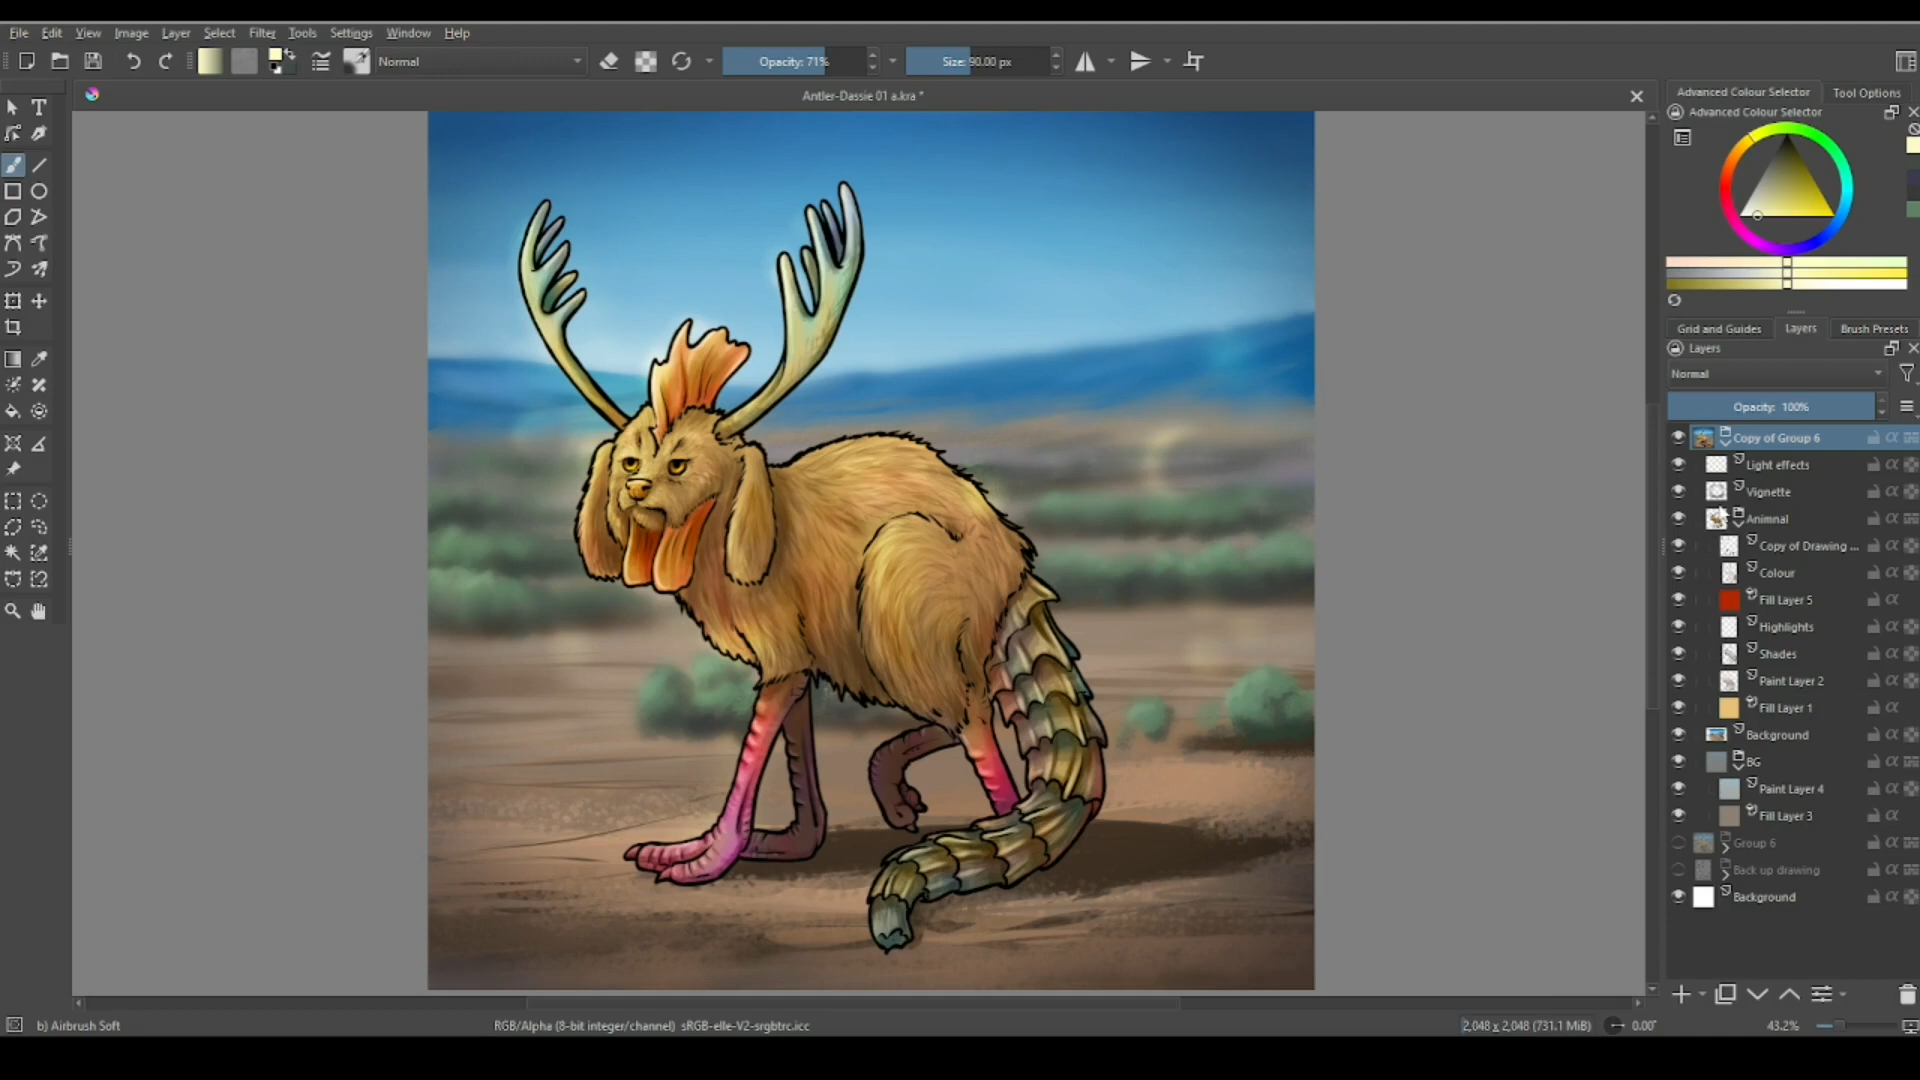 File Edit View Image Layer Select Filter Tools Settings Window Help
Normal
Opacity: 71%
Size: 90.00 px
Antler-Dassie 01 a.kra *
Advanced Colour Selector
Tool Options
Advanced Colour Selector
Grid and Guides
Layers
Brush Presets
Layers
Normal
Opacity: 100%
Copy of Group 6
Light effects
Vignette
Animnal
Copy of Drawing ...
Colour
Fill Layer 5
Highlights
Shades
Paint Layer 2
Fill Layer 1
Background
BG
Paint Layer 4
Fill Layer 3
Group 6
Back up drawing
Background
b) Airbrush Soft
RGB/Alpha (8-bit integer/channel) sRGB-elle-V2-srgbtrc.icc
2,048 x 2,048 (731.1 MiB)
0.00°
43.2%